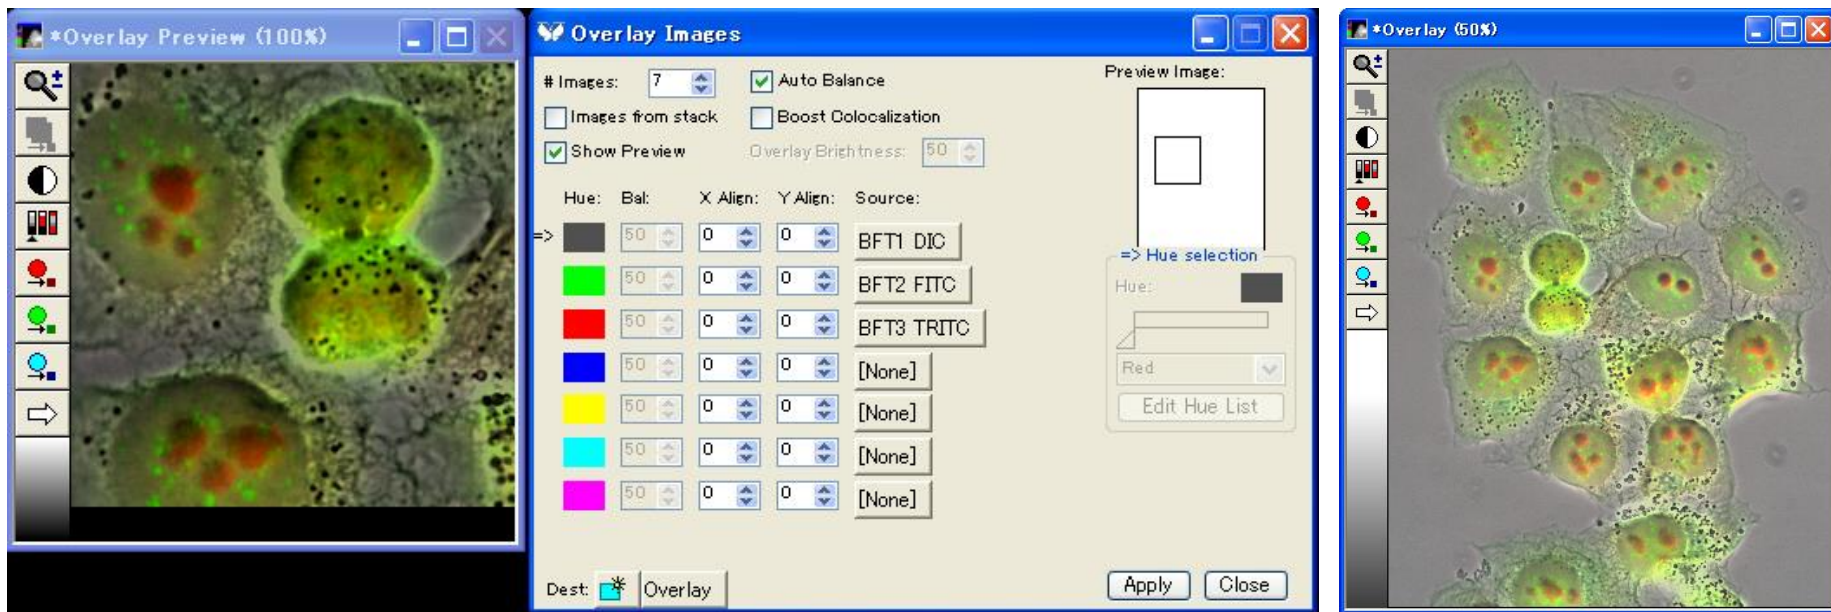 *Overlay Preview (100%)
Overlay Images
# Images: 7 Auto Balance
Images from stack Boost Colocalization
Show Preview Overlay Brightness: 50
Hue: Bal: X Align: Y Align: Source:
=> 50 0 0 BFT1 DIC
50 0 0 BFT2 FITC
50 0 0 BFT3 TRITC
50 0 0 [None]
50 0 0 [None]
50 0 0 [None]
50 0 0 [None]
Dest: Overlay
Preview Image:
=> Hue selection
Hue:
Red
Edit Hue List
Apply Close
*Overlay (50%)